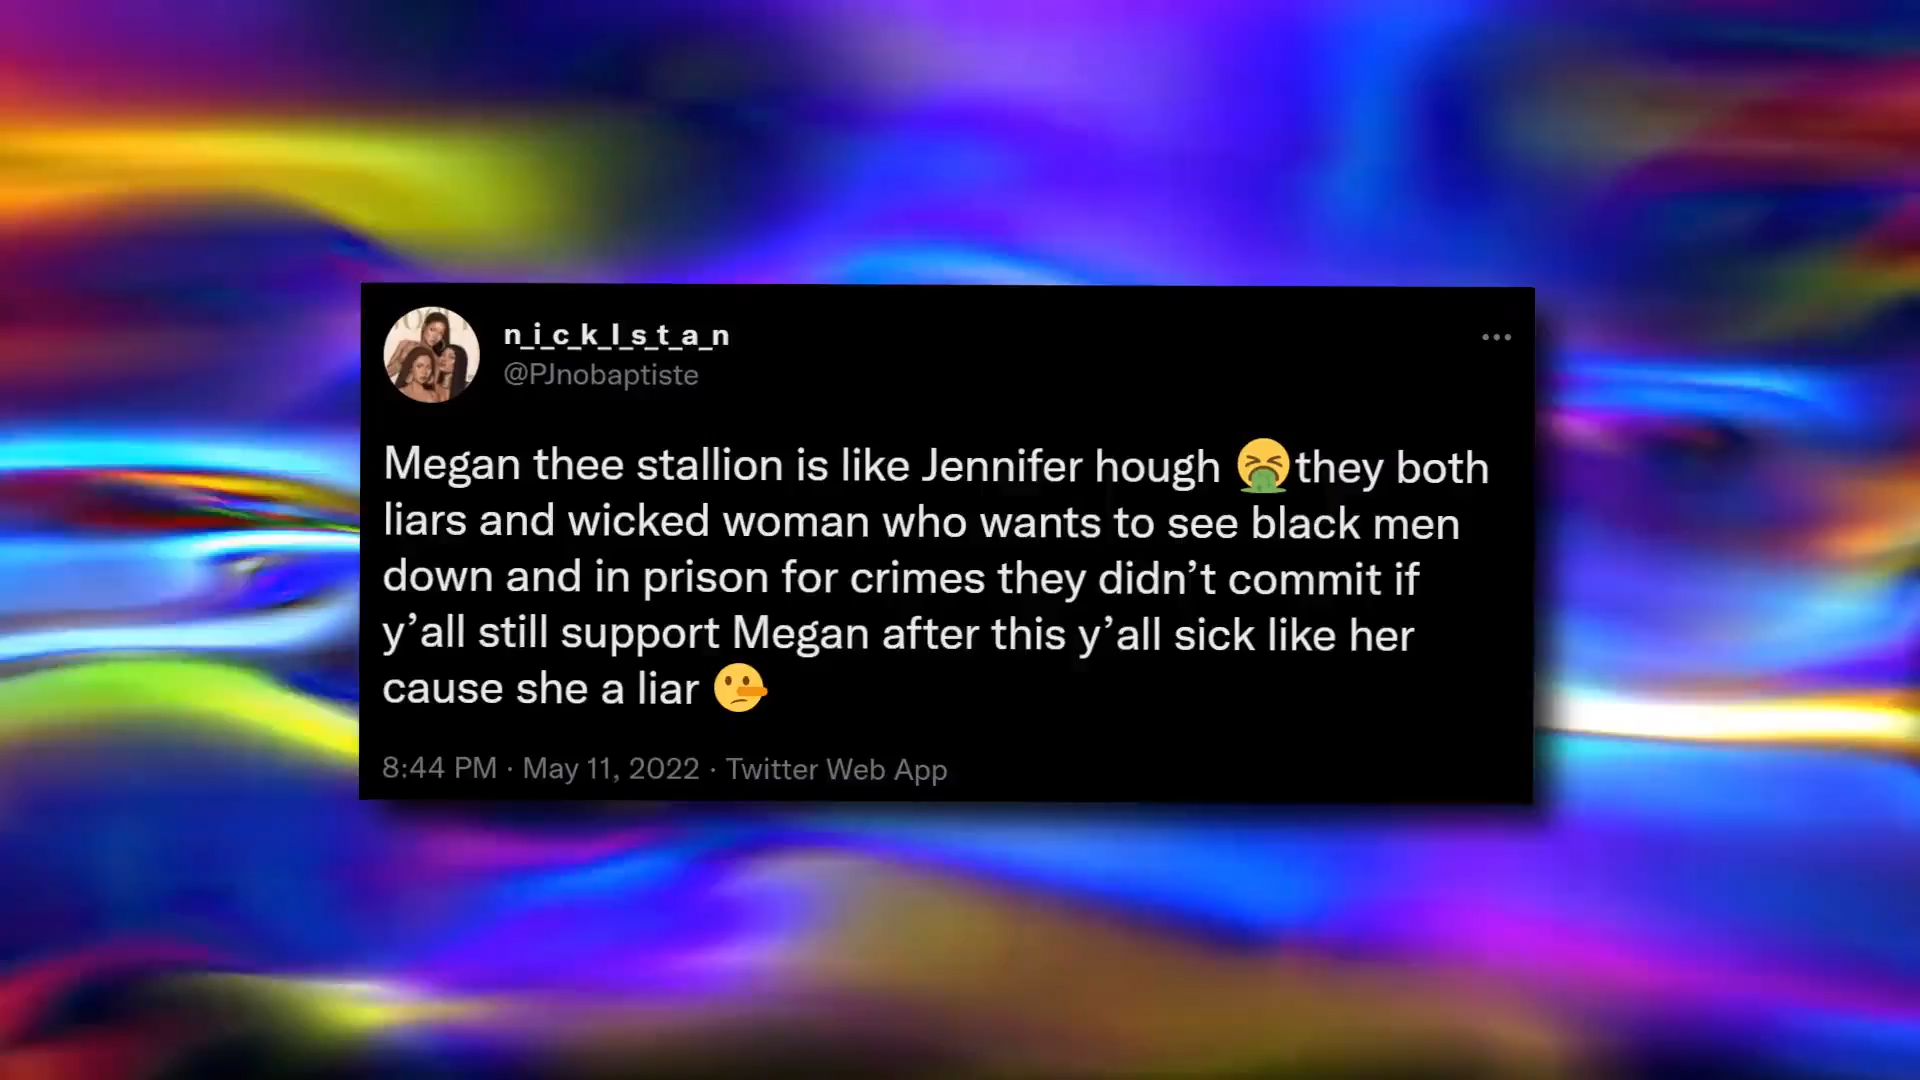 n_i_c_k_I_s_t_a_n
@PJnobaptiste
Megan thee stallion is like Jennifer hough 🤮they both
liars and wicked woman who wants to see black men
down and in prison for crimes they didn’t commit if
y’all still support Megan after this y’all sick like her
cause she a liar 🤥
8:44 PM · May 11, 2022 · Twitter Web App